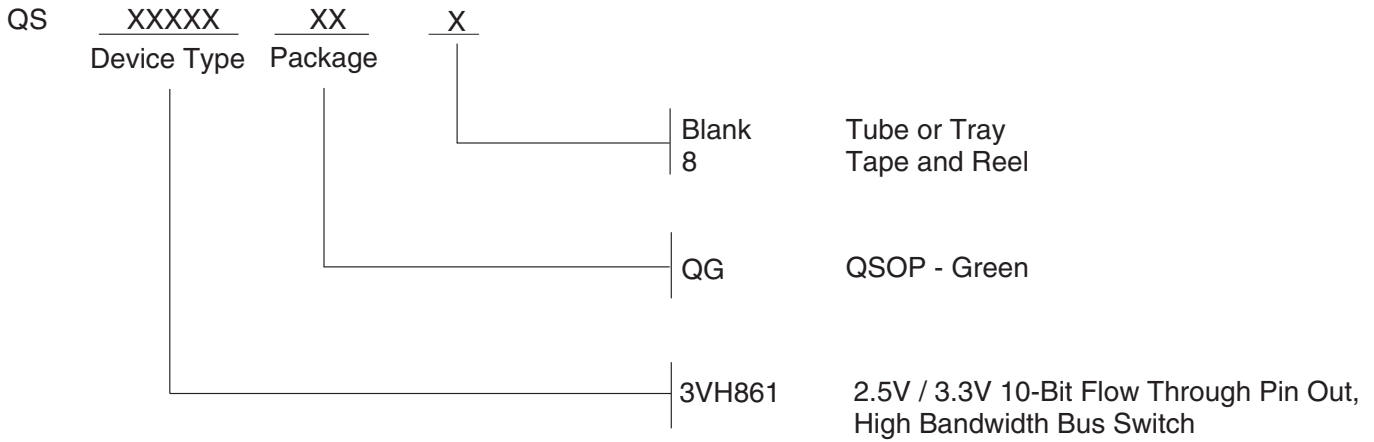 QS XXXXX XX X
Device Type Package
Blank Tube or Tray
8 Tape and Reel
QG QSOP - Green
3VH861 2.5V / 3.3V 10-Bit Flow Through Pin Out,
High Bandwidth Bus Switch